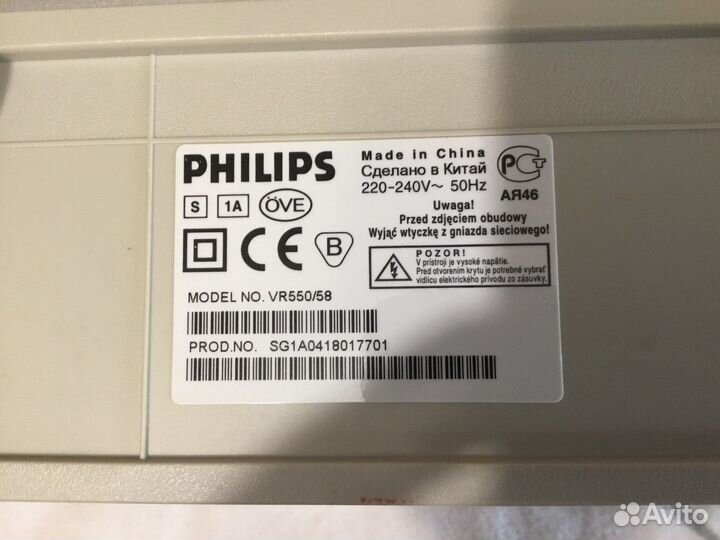 PHILIPS
Made in China
Сделано в Китай
220-240V~ 50Hz
PCT
АЯ46
S 1A ÖVE
CE B
Uwaga!
Przed zdjęciem obudowy
Wyjąć wtyczkę z gniazda sieciowego!
POZOR!
V prístroji je vysoké napätie.
Pred otvorením krytu je potrebné vybrať
vidlicu elektrického privodu zo zásuvky.
MODEL NO. VR550/58
PROD.NO. SG1A0418017701
Avito